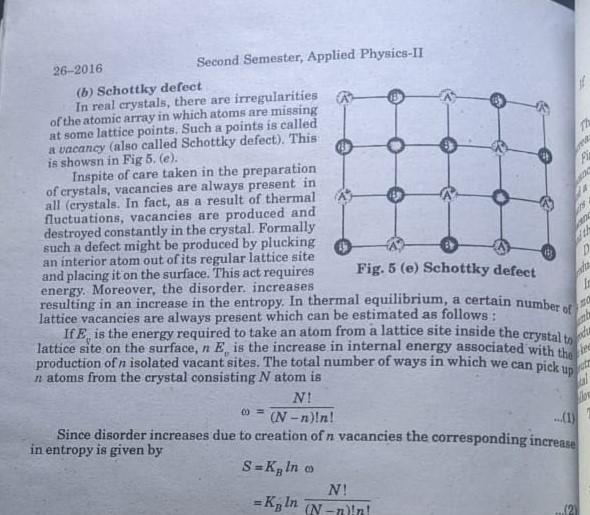 26–2016
Second Semester, Applied Physics-II
(b) Schottky defect
In real crystals, there are irregularities
of the atomic array in which atoms are missing
at some lattice points. Such a points is called
a vacancy (also called Schottky defect). This
is showsn in Fig 5. (e).
Inspite of care taken in the preparation
of crystals, vacancies are always present in
all (crystals. In fact, as a result of thermal
fluctuations, vacancies are produced and
destroyed constantly in the crystal. Formally
such a defect might be produced by plucking
an interior atom out of its regular lattice site
and placing it on the surface. This act requires
energy. Moreover, the disorder. increases
Fig. 5 (e) Schottky defect
resulting in an increase in the entropy. In thermal equilibrium, a certain number of
lattice vacancies are always present which can be estimated as follows :
If E_v is the energy required to take an atom from a lattice site inside the crystal to
lattice site on the surface, n E_v is the increase in internal energy associated with the
production of n isolated vacant sites. The total number of ways in which we can pick up
n atoms from the crystal consisting N atom is
ω = N! / (N – n)!n! ...(1)
Since disorder increases due to creation of n vacancies the corresponding increase
in entropy is given by
S = K_B ln ω
= K_B ln N! / (N – n)!n! ...(2)